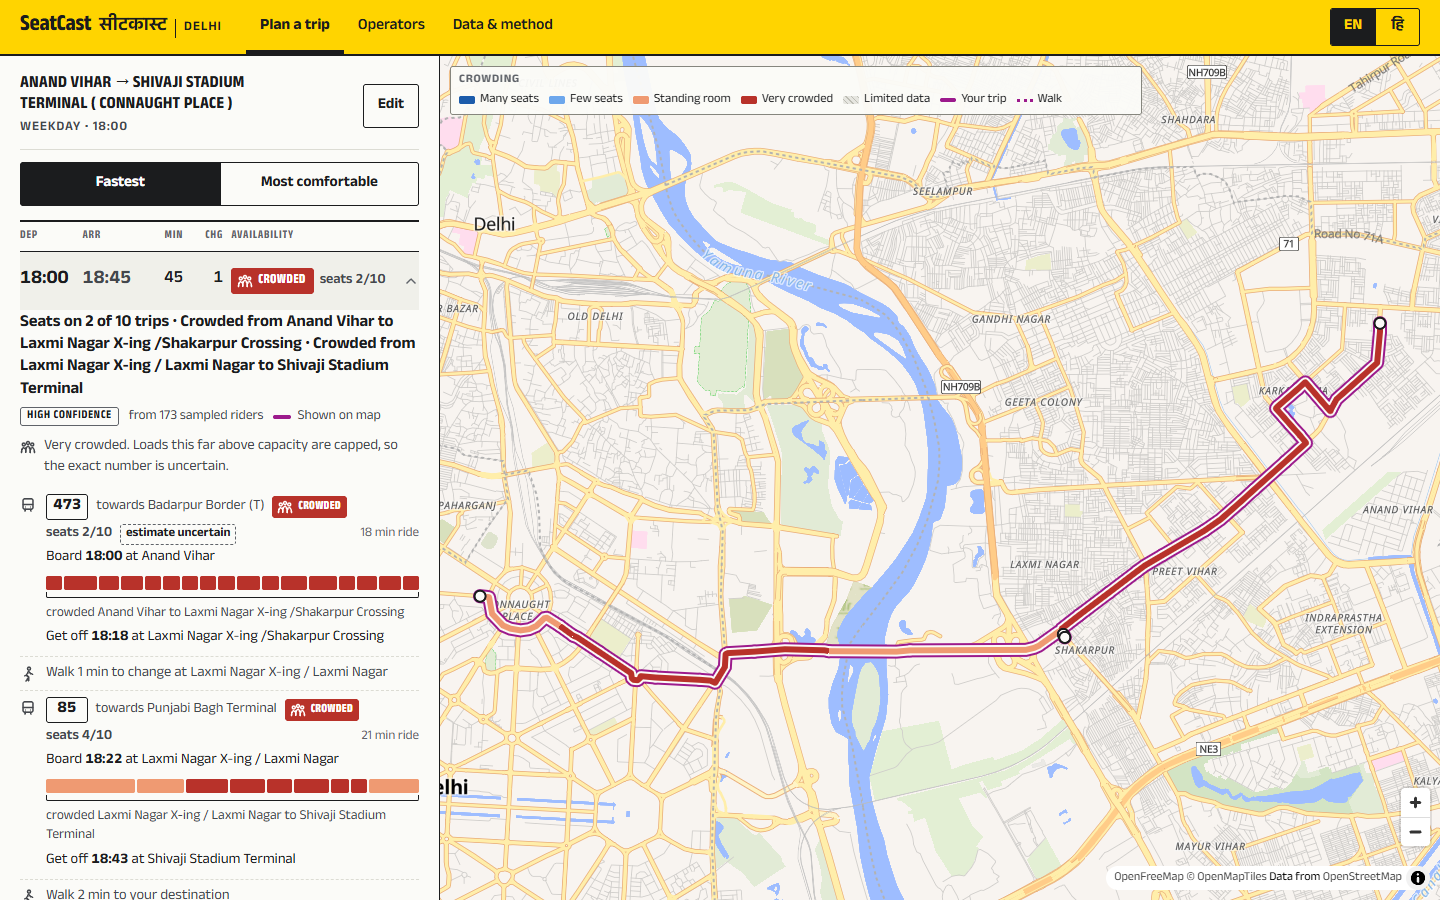 SeatCast सीटकास्ट | DELHI
Plan a trip
Operators
Data & method
EN
हि
ANAND VIHAR → SHIVAJI STADIUM
TERMINAL ( CONNAUGHT PLACE )
WEEKDAY · 18:00
Edit
Fastest
Most comfortable
DEP ARR MIN CHG AVAILABILITY
18:00 18:45 45 1 CROWDED seats 2/10
Seats on 2 of 10 trips · Crowded from Anand Vihar to
Laxmi Nagar X-ing /Shakarpur Crossing · Crowded from
Laxmi Nagar X-ing / Laxmi Nagar to Shivaji Stadium
Terminal
HIGH CONFIDENCE from 173 sampled riders Shown on map
Very crowded. Loads this far above capacity are capped, so
the exact number is uncertain.
473 towards Badarpur Border (T) CROWDED
seats 2/10 estimate uncertain 18 min ride
Board 18:00 at Anand Vihar
crowded Anand Vihar to Laxmi Nagar X-ing /Shakarpur Crossing
Get off 18:18 at Laxmi Nagar X-ing /Shakarpur Crossing
Walk 1 min to change at Laxmi Nagar X-ing / Laxmi Nagar
85 towards Punjabi Bagh Terminal CROWDED
seats 4/10 21 min ride
Board 18:22 at Laxmi Nagar X-ing / Laxmi Nagar
crowded Laxmi Nagar X-ing / Laxmi Nagar to Shivaji Stadium
Terminal
Get off 18:43 at Shivaji Stadium Terminal
Walk 2 min to your destination
CROWDING
Many seats Few seats Standing room Very crowded Limited data Your trip Walk
NH709B
Tahirpur Roa
SHAHDARA
SEELAMPUR
Delhi
71
Road No 71A
Yamuna River
R BAZAR
OLD DELHI
GANDHI NAGAR
NH709B
GEETA COLONY
PAHARGANJ
ANAND VIHAR
LAXMI NAGAR
PREET VIHAR
NNAUGHT
PLACE
INDRAPRASTHA
EXTENSION
SHAKARPUR
NE3
elhi
KALYA
MAYUR VIHAR
+
−
OpenFreeMap © OpenMapTiles Data from OpenStreetMap